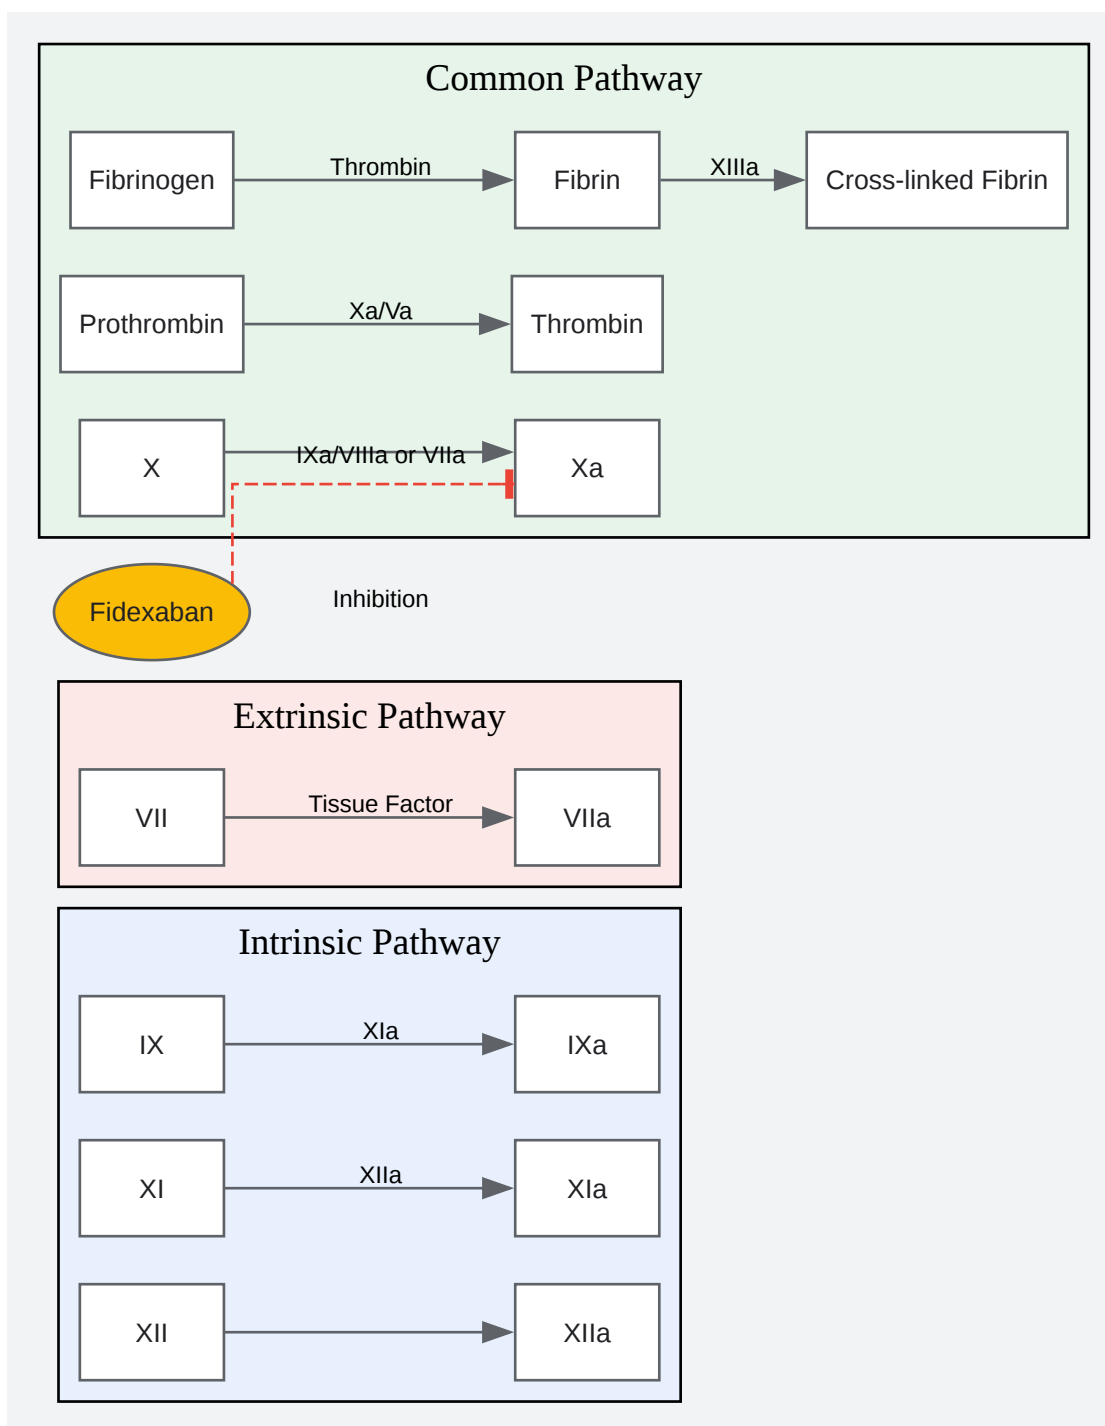 Common Pathway
Fibrinogen
Thrombin
Fibrin
XIIIa
Cross-linked Fibrin
Prothrombin
Xa/Va
Thrombin
X
IXa/VIIIa or VIIa
Xa
Fidexaban
Inhibition
Extrinsic Pathway
VII
Tissue Factor
VIIa
Intrinsic Pathway
IX
XIa
IXa
XI
XIIa
XIa
XII
XIIa